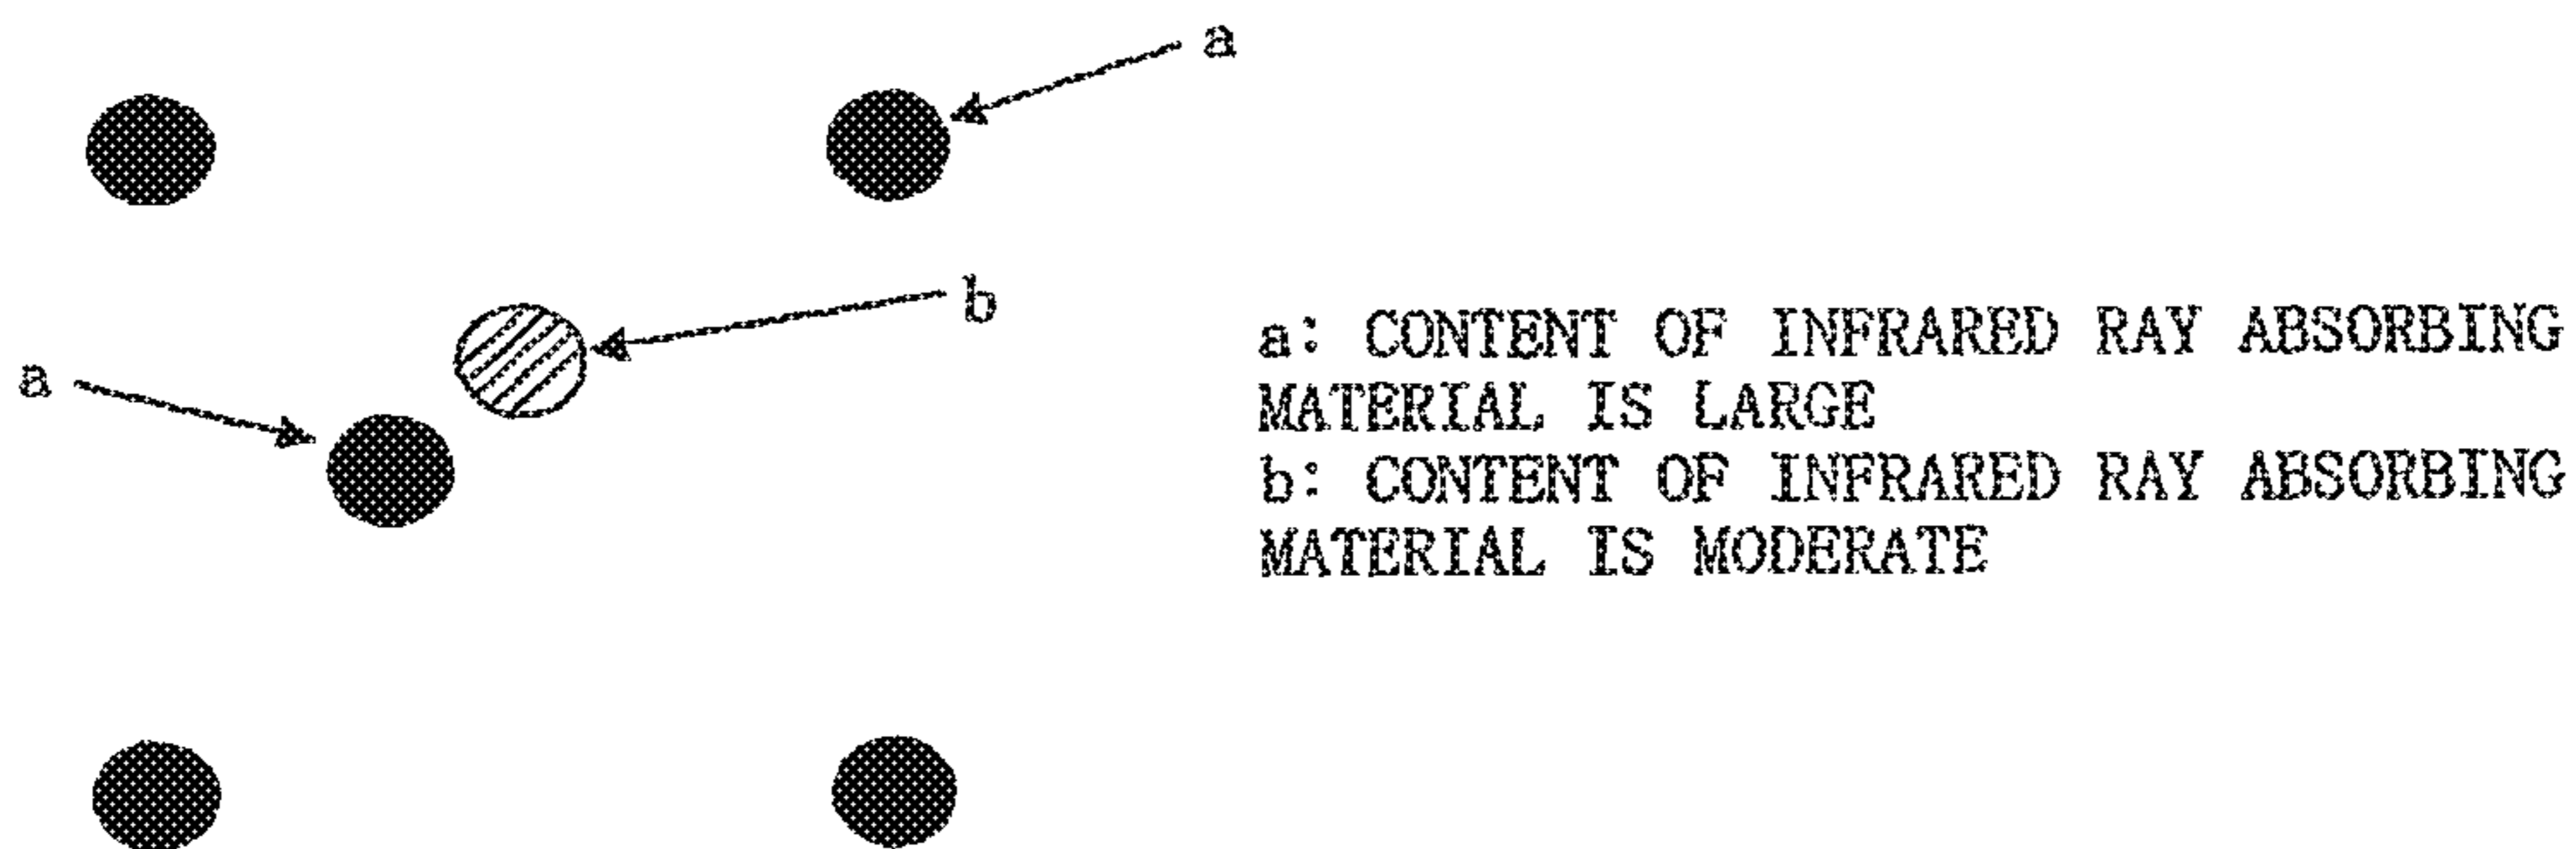 a
b
a
a: CONTENT OF INFRARED RAY ABSORBING
MATERIAL IS LARGE
b: CONTENT OF INFRARED RAY ABSORBING
MATERIAL IS MODERATE